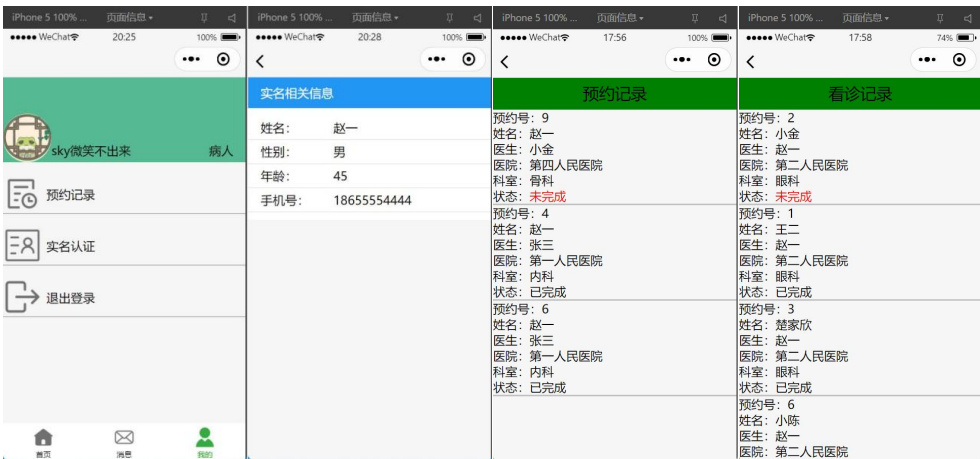 iPhone 5 100% ... 页面信息
WeChat 20:25 100%
sky微笑不出来 病人
预约记录
实名认证
退出登录
首页 消息 我的
iPhone 5 100% ... 页面信息
WeChat 20:28 100%
实名相关信息
姓名： 赵一
性别： 男
年龄： 45
手机号： 18655554444
iPhone 5 100% ... 页面信息
WeChat 17:56 100%
预约记录
预约号：9
姓名：赵一
医生：小金
医院：第四人民医院
科室：骨科
状态：未完成
预约号：4
姓名：赵一
医生：张三
医院：第一人民医院
科室：内科
状态：已完成
预约号：6
姓名：赵一
医生：张三
医院：第一人民医院
科室：内科
状态：已完成
iPhone 5 100% ... 页面信息
WeChat 17:58 74%
看诊记录
预约号：2
姓名：小金
医生：赵一
医院：第二人民医院
科室：眼科
状态：未完成
预约号：1
姓名：王二
医生：赵一
医院：第二人民医院
科室：眼科
状态：已完成
预约号：3
姓名：楚家欣
医生：赵一
医院：第二人民医院
科室：眼科
状态：已完成
预约号：6
姓名：小陈
医生：赵一
医院：第二人民医院